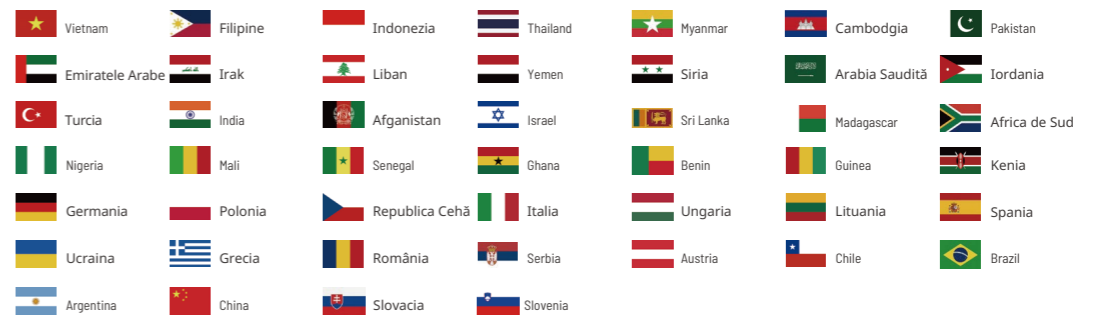 Vietnam Filipine Indonezia Thailand Myanmar Cambodgia Pakistan
Emiratele Arabe Irak Liban Yemen Siria Arabia Saudită Iordania
Turcia India Afganistan Israel Sri Lanka Madagascar Africa de Sud
Nigeria Mali Senegal Ghana Benin Guinea Kenia
Germania Polonia Republica Cehă Italia Ungaria Lituania Spania
Ucraina Grecia România Serbia Austria Chile Brazil
Argentina China Slovacia Slovenia